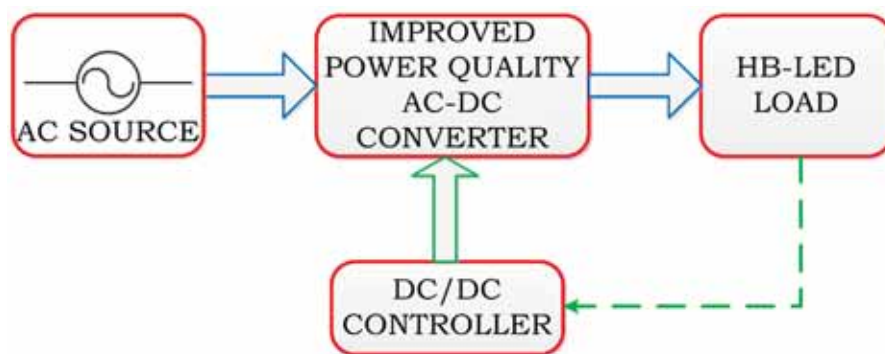 AC SOURCE
IMPROVED
POWER QUALITY
AC-DC
CONVERTER
HB-LED
LOAD
DC/DC
CONTROLLER